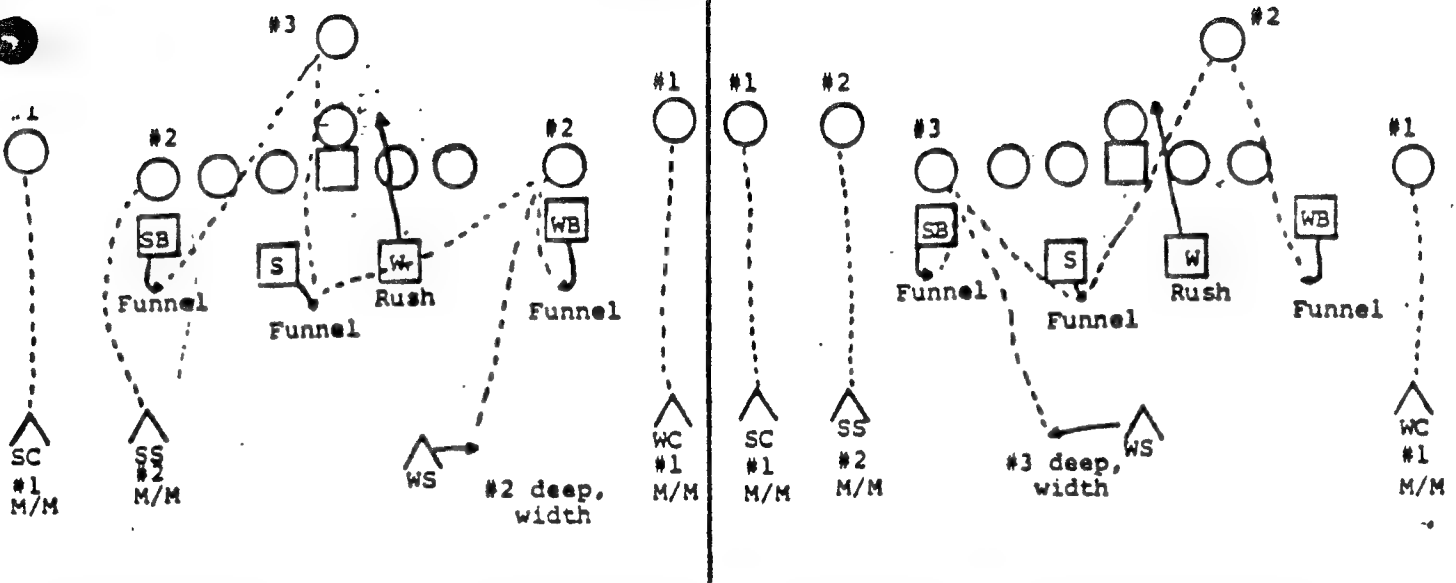 #3
#1
#2
#2
#1
SB
S
W
WB
Funnel
Funnel
Rush
Funnel
SC
#1
M/M
SS
#2
M/M
WS
#2 deep,
width
WC
#1
M/M
#2
#1
#2
#3
#1
SB
S
W
WB
Funnel
Funnel
Rush
Funnel
SC
#1
M/M
SS
#2
M/M
#3 deep,
width
WS
WC
#1
M/M